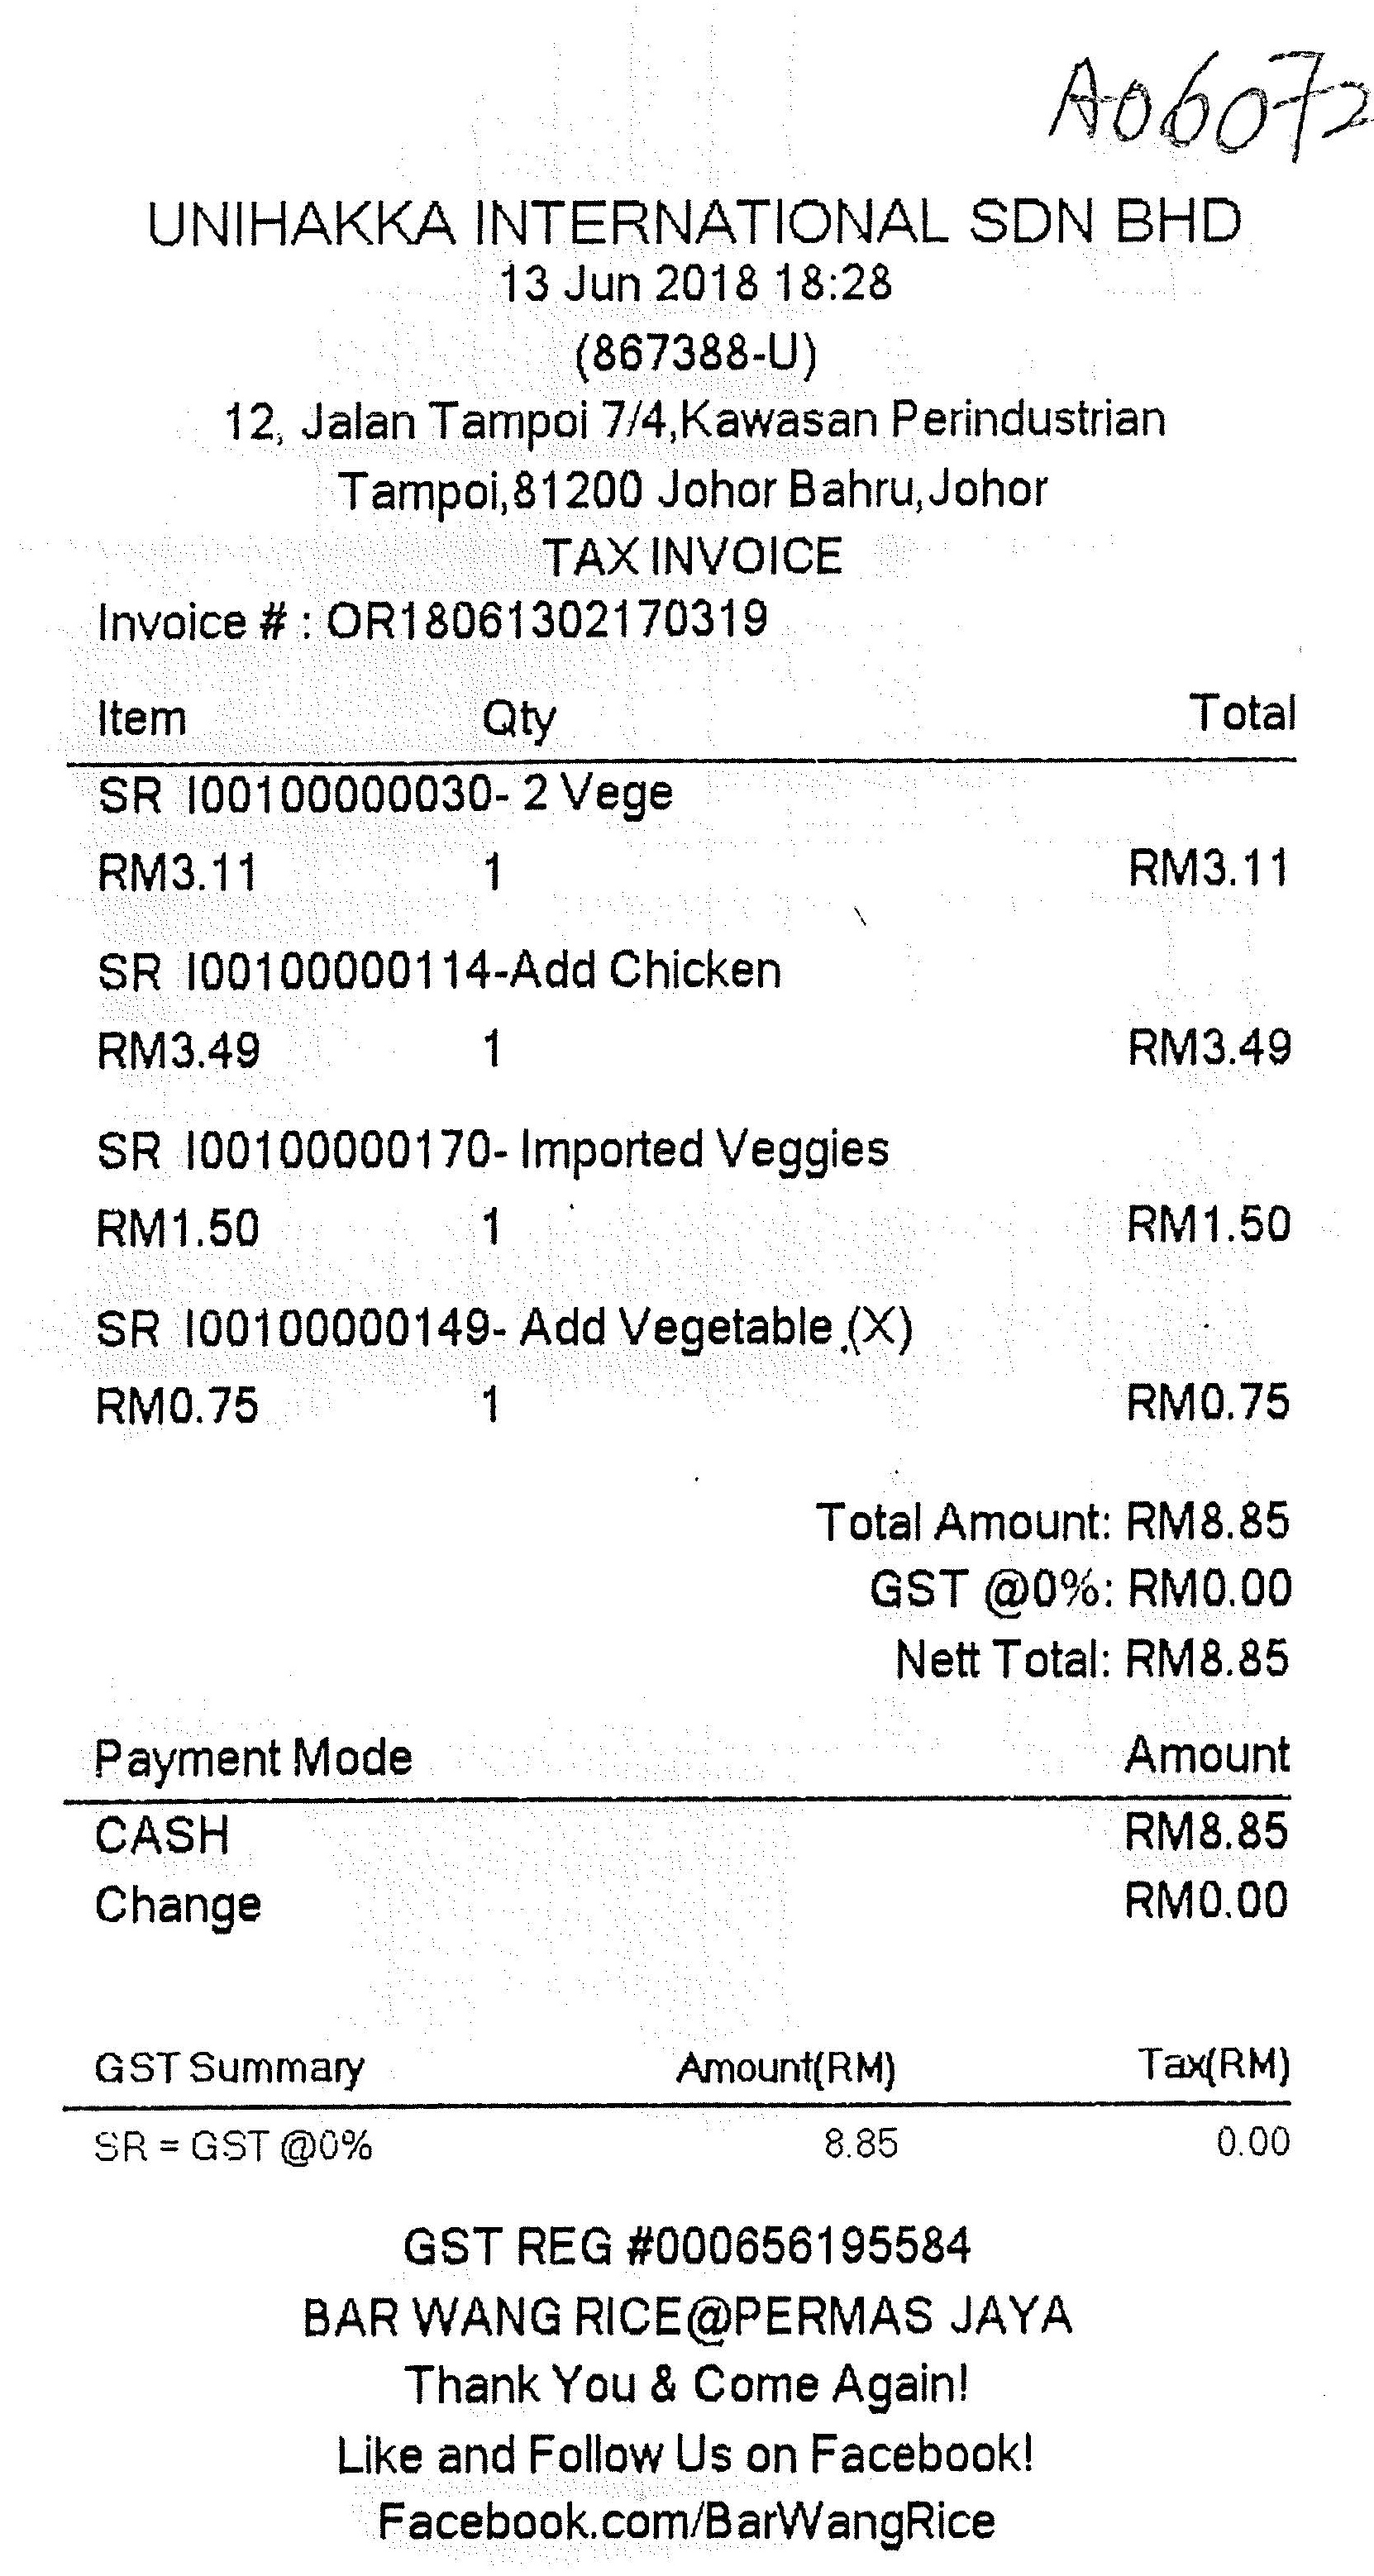 A06072
UNIHAKKA INTERNATIONAL SDN BHD
13 Jun 2018 18:28
(867388-U)
12, Jalan Tampoi 7/4,Kawasan Perindustrian
Tampoi,81200 Johor Bahru,Johor
TAX INVOICE
Invoice # : OR18061302170319
Item Qty Total
SR I00100000030- 2 Vege
RM3.11 1 RM3.11
SR I00100000114-Add Chicken
RM3.49 1 RM3.49
SR I00100000170- Imported Veggies
RM1.50 1 RM1.50
SR I00100000149- Add Vegetable (X)
RM0.75 1 RM0.75
Total Amount: RM8.85
GST @0%: RM0.00
Nett Total: RM8.85
Payment Mode Amount
CASH RM8.85
Change RM0.00
GST Summary Amount(RM) Tax(RM)
SR = GST @0% 8.85 0.00
GST REG #000656195584
BAR WANG RICE@PERMAS JAYA
Thank You & Come Again!
Like and Follow Us on Facebook!
Facebook.com/BarWangRice